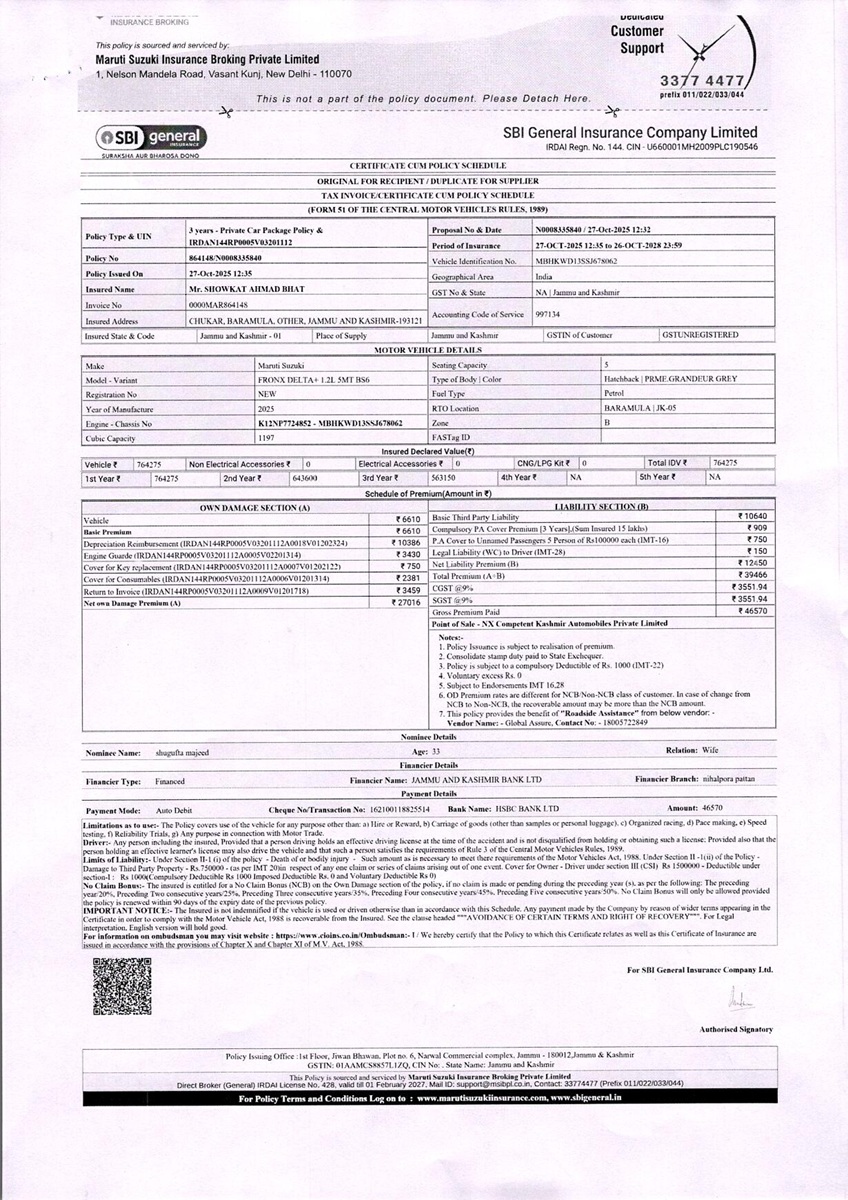 INSURANCE BROKING
This policy is sourced and serviced by:
Maruti Suzuki Insurance Broking Private Limited
1, Nelson Mandela Road, Vasant Kunj, New Delhi - 110070
Dedicated
Customer
Support
3377 4477
prefix 011/022/033/044
This is not a part of the policy document. Please Detach Here.
SBI general
INSURANCE
SURAKSHA AUR BHAROSA DONO
SBI General Insurance Company Limited
IRDAI Regn. No. 144. CIN - U660001MH2009PLC190546
CERTIFICATE CUM POLICY SCHEDULE
ORIGINAL FOR RECIPIENT / DUPLICATE FOR SUPPLIER
TAX INVOICE/CERTIFICATE CUM POLICY SCHEDULE
(FORM 51 OF THE CENTRAL MOTOR VEHICLES RULES, 1989)
Policy Type & UIN 3 years - Private Car Package Policy & IRDAN144RP0005V03201112
Policy No 864148/N0008335840
Policy Issued On 27-Oct-2025 12:35
Insured Name Mr. SHOWKAT AHMAD BHAT
Invoice No 0000MAR864148
Insured Address CHUKAR, BARAMULA, OTHER, JAMMU AND KASHMIR-193121
Proposal No & Date N0008335840 / 27-Oct-2025 12:32
Period of Insurance 27-OCT-2025 12:35 to 26-OCT-2028 23:59
Vehicle Identification No. MBHKWD13SSJ678062
Geographical Area India
GST No & State NA | Jammu and Kashmir
Accounting Code of Service 997134
Insured State & Code Jammu and Kashmir - 01 Place of Supply Jammu and Kashmir GSTIN of Customer GSTUNREGISTERED
MOTOR VEHICLE DETAILS
Make Maruti Suzuki Seating Capacity 5
Model - Variant FRONX DELTA+ 1.2L 5MT BS6 Type of Body | Color Hatchback | PRME.GRANDEUR GREY
Registration No NEW Fuel Type Petrol
Year of Manufacture 2025 RTO Location BARAMULA | JK-05
Engine - Chassis No K12NP7724852 - MBHKWD13SSJ678062 Zone B
Cubic Capacity 1197 FASTag ID
Insured Declared Value(₹)
Vehicle ₹ 764275 Non Electrical Accessories ₹ 0 Electrical Accessories ₹ 0 CNG/LPG Kit ₹ 0 Total IDV ₹ 764275
1st Year ₹ 764275 2nd Year ₹ 643600 3rd Year ₹ 563150 4th Year ₹ NA 5th Year ₹ NA
Schedule of Premium(Amount in ₹)
OWN DAMAGE SECTION (A)
Vehicle ₹ 6610
Basic Premium ₹ 6610
Depreciation Reimbursement (IRDAN144RP0005V03201112A0018V01202324) ₹ 10386
Engine Guarde (IRDAN144RP0005V03201112A0005V02201314) ₹ 3430
Cover for Key replacement (IRDAN144RP0005V03201112A0007V01202122) ₹ 750
Cover for Consumables (IRDAN144RP0005V03201112A0006V01201314) ₹ 2381
Return to Invoice (IRDAN144RP0005V03201112A0009V01201718) ₹ 3459
Net own Damage Premium (A) ₹ 27016
LIABILITY SECTION (B)
Basic Third Party Liability ₹ 10640
Compulsory PA Cover Premium [3 Years],(Sum Insured 15 lakhs) ₹ 909
P.A Cover to Unnamed Passengers 5 Person of Rs100000 each (IMT-16) ₹ 750
Legal Liability (WC) to Driver (IMT-28) ₹ 150
Net Liability Premium (B) ₹ 12450
Total Premium (A+B) ₹ 39466
CGST @9% ₹ 3551.94
SGST @9% ₹ 3551.94
Gross Premium Paid ₹ 46570
Point of Sale - NX Competent Kashmir Automobiles Private Limited
Notes:-
1. Policy Issuance is subject to realisation of premium.
2. Consolidate stamp duty paid to State Exchequer.
3. Policy is subject to a compulsory Deductible of Rs. 1000 (IMT-22)
4. Voluntary excess Rs. 0
5. Subject to Endorsements IMT 16,28
6. OD Premium rates are different for NCB/Non-NCB class of customer. In case of change from
NCB to Non-NCB, the recoverable amount may be more than the NCB amount.
7. This policy provides the benefit of "Roadside Assistance" from below vendor: -
Vendor Name: - Global Assure, Contact No: - 18005722849
Nominee Details
Nominee Name: shugufta majeed Age: 33 Relation: Wife
Financier Details
Financier Type: Financed Financier Name: JAMMU AND KASHMIR BANK LTD Financier Branch: nihalpora pattan
Payment Details
Payment Mode: Auto Debit Cheque No/Transaction No: 162100118825514 Bank Name: HSBC BANK LTD Amount: 46570
Limitations as to use:- The Policy covers use of the vehicle for any purpose other than: a) Hire or Reward, b) Carriage of goods (other than samples or personal luggage). c) Organized racing, d) Pace making, e) Speed
testing, f) Reliability Trials, g) Any purpose in connection with Motor Trade.
Driver:- Any person including the insured, Provided that a person driving holds an effective driving license at the time of the accident and is not disqualified from holding or obtaining such a license: Provided also that the
person holding an effective learner's license may also drive the vehicle and that such a person satisfies the requirements of Rule 3 of the Central Motor Vehicles Rules, 1989.
Limits of Liability:- Under Section II-1 (i) of the policy - Death of or bodily injury - Such amount as is necessary to meet there requirements of the Motor Vehicles Act, 1988. Under Section II -1(ii) of the Policy -
Damage to Third Party Property - Rs.750000 - (as per IMT 20)in respect of any one claim or series of claims arising out of one event. Cover for Owner - Driver under section III (CSI) Rs 1500000 - Deductible under
section-I : Rs 1000(Compulsory Deductible Rs 1000 Imposed Deductible Rs 0 and Voluntary Deductible Rs 0)
No Claim Bonus:- The insured is entitled for a No Claim Bonus (NCB) on the Own Damage section of the policy, if no claim is made or pending during the preceding year (s), as per the following: The preceding
year/20%, Preceding Two consecutive years/25%, Preceding Three consecutive years/35%, Preceding Four consecutive years/45%, Preceding Five consecutive years/50%. No Claim Bonus will only be allowed provided
the policy is renewed within 90 days of the expiry date of the previous policy.
IMPORTANT NOTICE:- The Insured is not indemnified if the vehicle is used or driven otherwise than in accordance with this Schedule. Any payment made by the Company by reason of wider terms appearing in the
Certificate in order to comply with the Motor Vehicle Act, 1988 is recoverable from the Insured. See the clause headed """AVOIDANCE OF CERTAIN TERMS AND RIGHT OF RECOVERY""". For Legal
interpretation, English version will hold good.
For information on ombudsman you may visit website : https://www.cioins.co.in/Ombudsman:- I / We hereby certify that the Policy to which this Certificate relates as well as this Certificate of Insurance are
issued in accordance with the provisions of Chapter X and Chapter XI of M.V. Act, 1988.
For SBI General Insurance Company Ltd.
Authorised Signatory
Policy Issuing Office :1st Floor, Jiwan Bhawan, Plot no. 6, Narwal Commercial complex, Jammu - 180012,Jammu & Kashmir
GSTIN: 01AAMCS8857L1ZQ, CIN No: . State Name: Jammu and Kashmir
This Policy is sourced and serviced by Maruti Suzuki Insurance Broking Private Limited
Direct Broker (General) IRDAI License No. 428, valid till 01 February 2027, Mail ID: support@msibpl.co.in, Contact: 33774477 (Prefix 011/022/033/044)
For Policy Terms and Conditions Log on to : www.marutisuzukiinsurance.com, www.sbigeneral.in